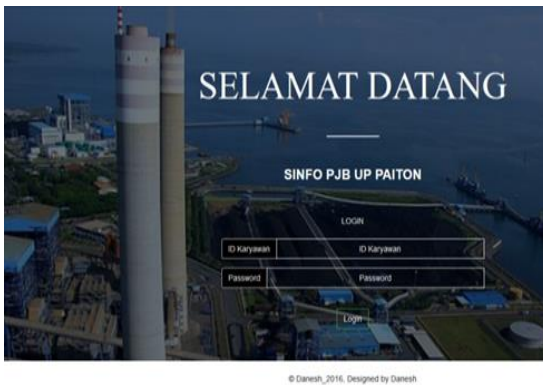 SELAMAT DATANG
SINFO PJB UP PAITON
LOGIN
ID Karyawan ID Karyawan
Password Password
Login
© Danesh_2016, Designed by Danesh